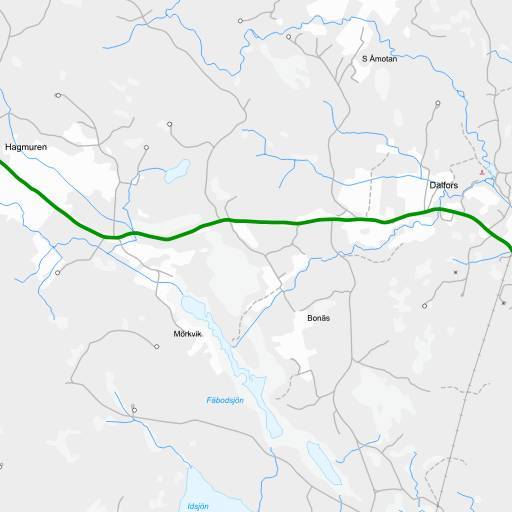 S Åmotan
Hagmuren
Dalfors
Bonäs
Mörkvik
Fäbodsjön
Idsjön